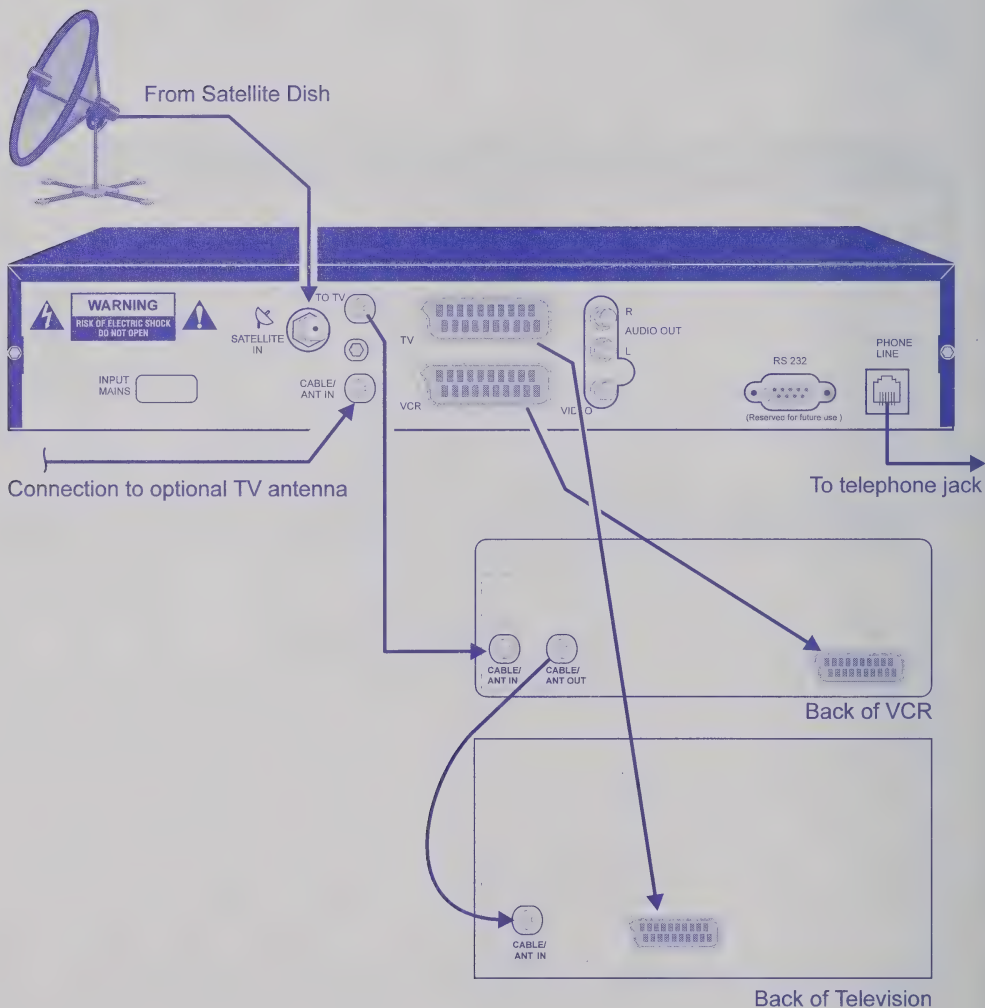 From Satellite Dish
WARNING
RISK OF ELECTRIC SHOCK
DO NOT OPEN
SATELLITE
IN
TO TV
TV
R
AUDIO OUT
L
RS 232
(Reserved for future use )
PHONE
LINE
INPUT
MAINS
CABLE/
ANT IN
VCR
VIDEO
Connection to optional TV antenna
To telephone jack
CABLE/
ANT IN
CABLE/
ANT OUT
Back of VCR
CABLE/
ANT IN
Back of Television